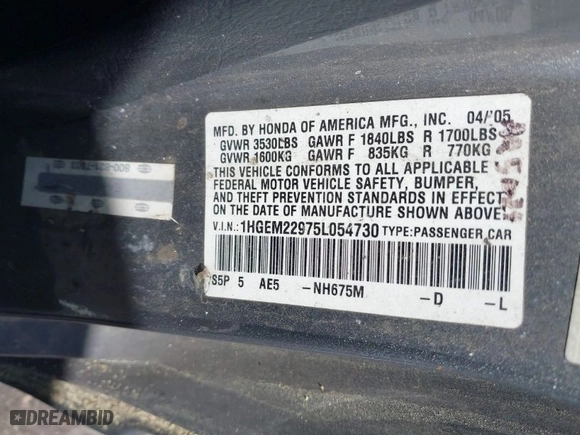 MFD. BY HONDA OF AMERICA MFG., INC. 04/'05
GVWR 3530LBS GAWR F 1840LBS R 1700LBS
GVWR 1600KG GAWR F 835KG R 770KG
THIS VEHICLE CONFORMS TO ALL APPLICABLE
FEDERAL MOTOR VEHICLE SAFETY, BUMPER,
AND THEFT PREVENTION STANDARDS IN EFFECT
ON THE DATE OF MANUFACTURE SHOWN ABOVE.
V.I.N.: 1HGEM22975L054730 TYPE:PASSENGER CAR
S5P 5 AE5 -NH675M -D -L
DREAMBID